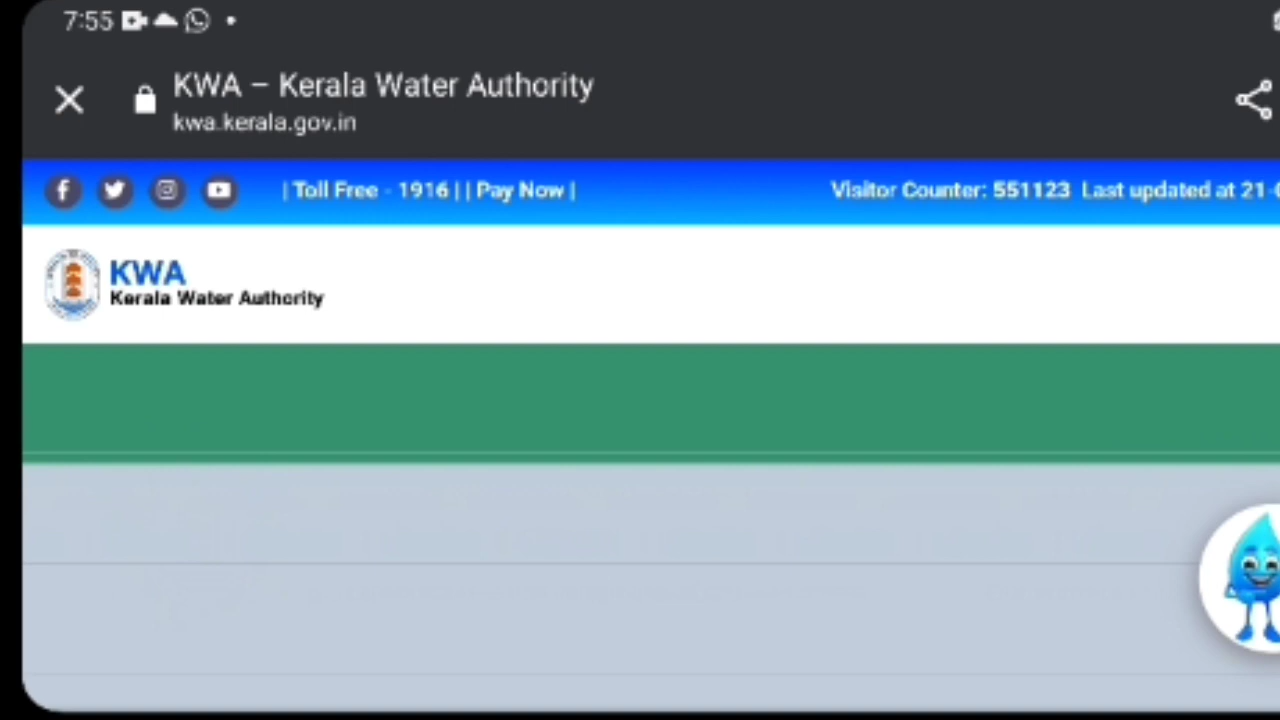 7:55
KWA – Kerala Water Authority
kwa.kerala.gov.in
| Toll Free - 1916 | | Pay Now |
Visitor Counter: 551123 Last updated at 21-
KWA
Kerala Water Authority